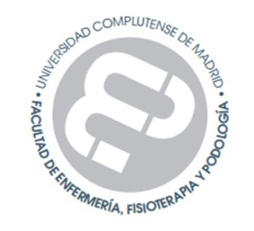 • UNIVERSIDAD COMPLUTENSE DE MADRID •
FACULTAD DE ENFERMERÍA, FISIOTERAPIA Y PODOLOGÍA